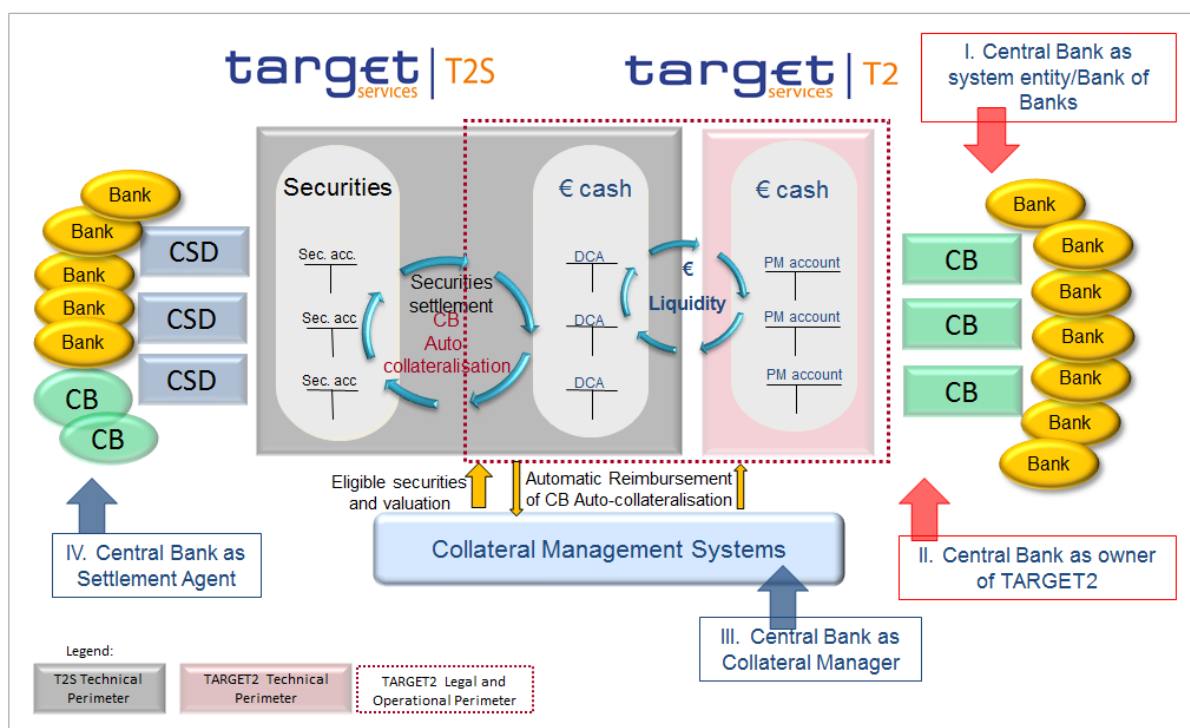 target
services
T2S
target
services
T2
I. Central Bank as
system entity/Bank of
Banks
Securities
€ cash
€ cash
Bank
Bank
Bank
Bank
Bank
CB
CB
CSD
CSD
CSD
Sec. acc.
Sec. acc
Sec. acc
Securities
settlement
CB
Auto
collateralisation
DCA
DCA
DCA
€
Liquidity
PM account
PM account
PM account
CB
CB
CB
Bank
Bank
Bank
Bank
Bank
Bank
Bank
Eligible securities
and valuation
Automatic Reimbursement
of CB Auto-collateralisation
Collateral Management Systems
IV. Central Bank as
Settlement Agent
II. Central Bank as owner
of TARGET2
III. Central Bank as
Collateral Manager
Legend:
T2S Technical
Perimeter
TARGET2 Technical
Perimeter
TARGET2 Legal and
Operational Perimeter